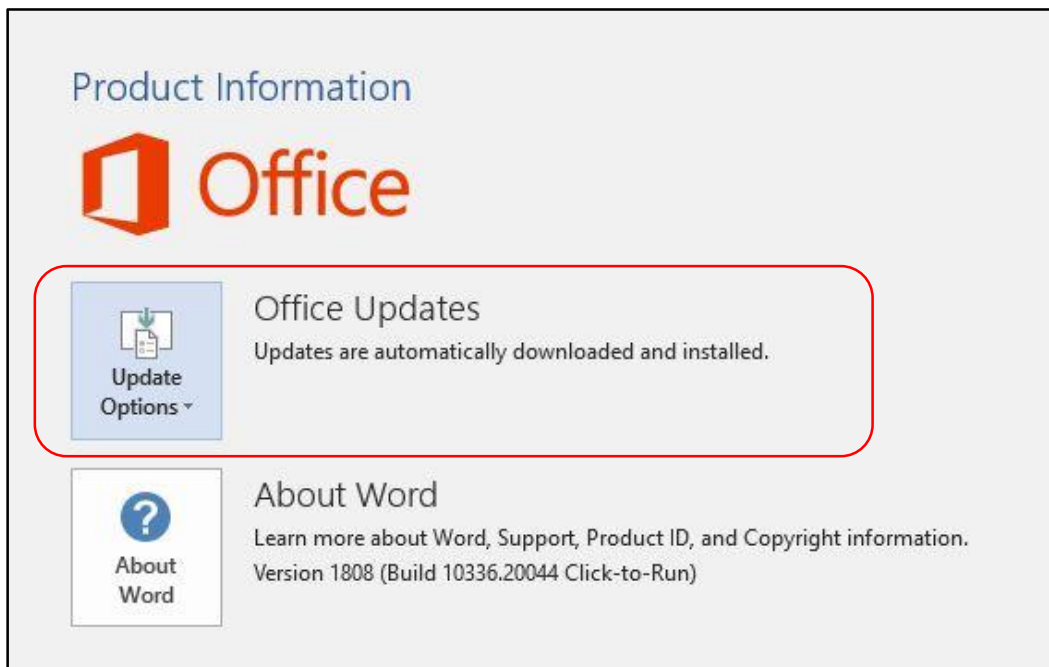 Product Information
Office
Office Updates
Updates are automatically downloaded and installed.
Update
Options
About Word
Learn more about Word, Support, Product ID, and Copyright information.
Version 1808 (Build 10336.20044 Click-to-Run)
?
About
Word